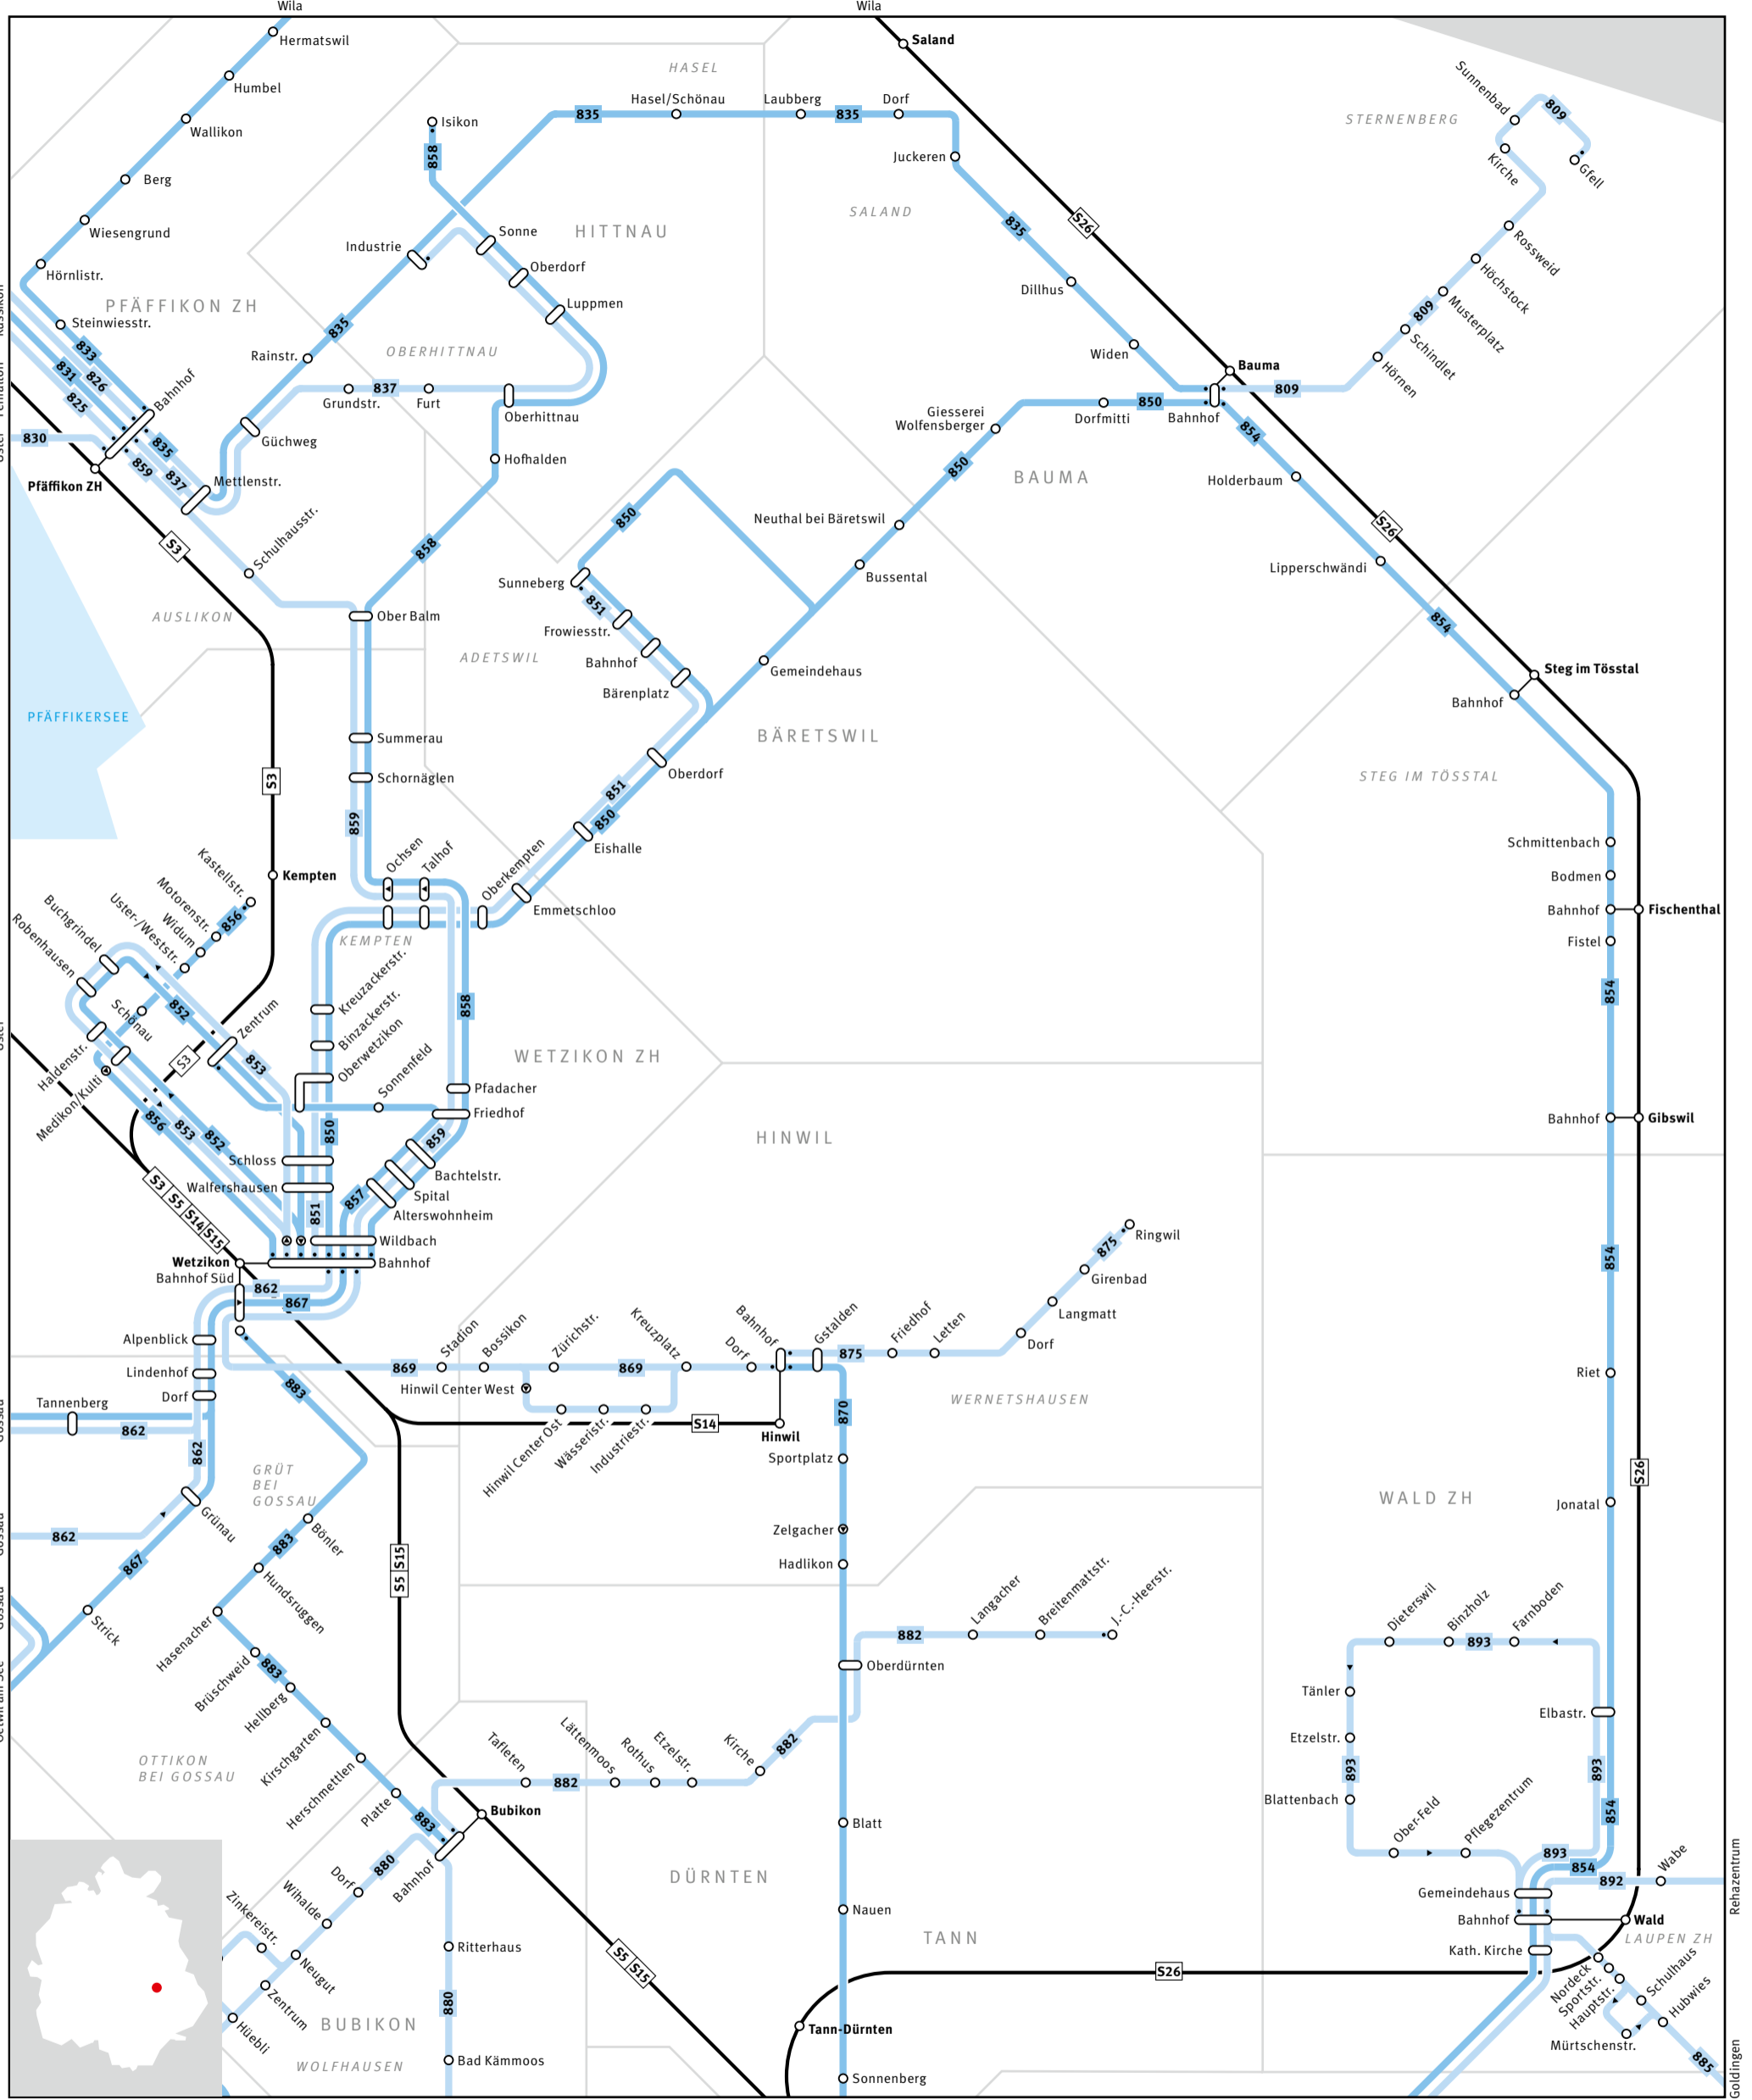 Wila
Wila
Hermatswil
Humbel
Wallikon
Berg
Wiesengrund
Hörnlistr.
Steinwiesstr.
PFÄFFIKON ZH
833
831
826
825
830
Bahnhof
835
859
837
Pfäffikon ZH
Mettlenstr.
S3
Schulhausstr.
AUSLIKON
PFÄFFIKERSEE
S3
Kempten
HASEL
Isikon
858
835
Hasel/Schönau
Laubberg
835
Dorf
Juckeren
Industrie
Sonne
HITTNAU
Oberdorf
Luppmen
835
Rainstr.
OBERHITTNAU
Grundstr.
837
Furt
Oberhittnau
Güchweg
Hofhalden
858
Ober Balm
Summerau
Schornäglen
859
Saland
SALAND
835
S26
Dillhus
Widen
Bauma
809
Bahnhof
850
Dorfmitti
Giesserei
Wolfensberger
850
BAUMA
854
Holderbaum
S26
Lipperschwändi
854
STERNENBERG
Sunnenbad
809
Kirche
Gfell
Rossweid
Höchstock
Musterplatz
809
Schindlet
Hörnen
Neuthal bei Bäretswil
Bussental
850
Sunneberg
851
Frowiesstr.
Bahnhof
Bärenplatz
ADETSWIL
Gemeindehaus
BÄRETSWIL
Oberdorf
851
850
Eishalle
Oberkempten
Emmetschloo
Ochsen
Talhof
KEMPTEN
Kreuzackerstr.
Binzackerstr.
Oberwetzikon
Sonnenfeld
858
WETZIKON ZH
Pfadacher
Friedhof
859
Bachtelstr.
Spital
Alterswohnheim
857
Wildbach
Bahnhof
850
851
Schloss
Walfershausen
Kastellstr.
856
Motorenstr.
Widum
Uster-/Weststr.
Buchgrindel
Robenhausen
Schönau
852
Zentrum
853
S3
Haldenstr.
Medikon/Kulti
856
853
852
S3
S5
S14
S15
Wetzikon
Bahnhof Süd
862
867
Alpenblick
Lindenhof
Dorf
Tannenberg
862
862
883
GRÜT
BEI
GOSSAU
Grünau
862
867
Strick
Bönler
883
Hundsruggen
Hasenacher
Brüschweid
883
Hellberg
Kirschgarten
Herschmettlen
Platte
883
OTTIKON
BEI GOSSAU
869
Stadion
Bossikon
Zürichstr.
869
Kreuzplatz
Dorf
Bahnhof
Gstalden
875
Friedhof
Letten
Dorf
Langmatt
Girenbad
875
Ringwil
HINWIL
Hinwil Center West
Hinwil Center Ost
Wässeristr.
Industriestr.
S14
Hinwil
WERNETSHAUSEN
870
Sportplatz
Zelgacher
Hadlikon
S5
S15
882
Langacher
Breitenmattstr.
J.-C.-Heerstr.
Oberdürnten
882
Kirche
Etzelstr.
Rothus
Lättenmoos
882
Tafleten
Bubikon
Bahnhof
880
Dorf
Wihalde
Zinkereistr.
Neugut
Zentrum
Hüebli
Ritterhaus
880
Bad Kämmoos
BUBIKON
WOLFHAUSEN
DÜRNTEN
Blatt
Nauen
TANN
S5
S15
Tann-Dürnten
Sonnenberg
S26
Steg im Tösstal
Bahnhof
STEG IM TÖSSTAL
Schmittenbach
Bodmen
Bahnhof
Fischenthal
Fistel
854
Bahnhof
Gibswil
854
Riet
S26
Jonatal
WALD ZH
Dieterswil
Binzholz
893
Farnboden
Tänler
Etzelstr.
893
Blattenbach
Ober-Feld
Pflegezentrum
Elbastr.
893
854
893
854
892
Wabe
Gemeindehaus
Bahnhof
Wald
Kath. Kirche
LAUPEN ZH
Nordeck
Sportstr.
Hauptstr.
Schulhaus
Hubwies
Mürtschenstr.
885
Rehazentrum
Goldingen